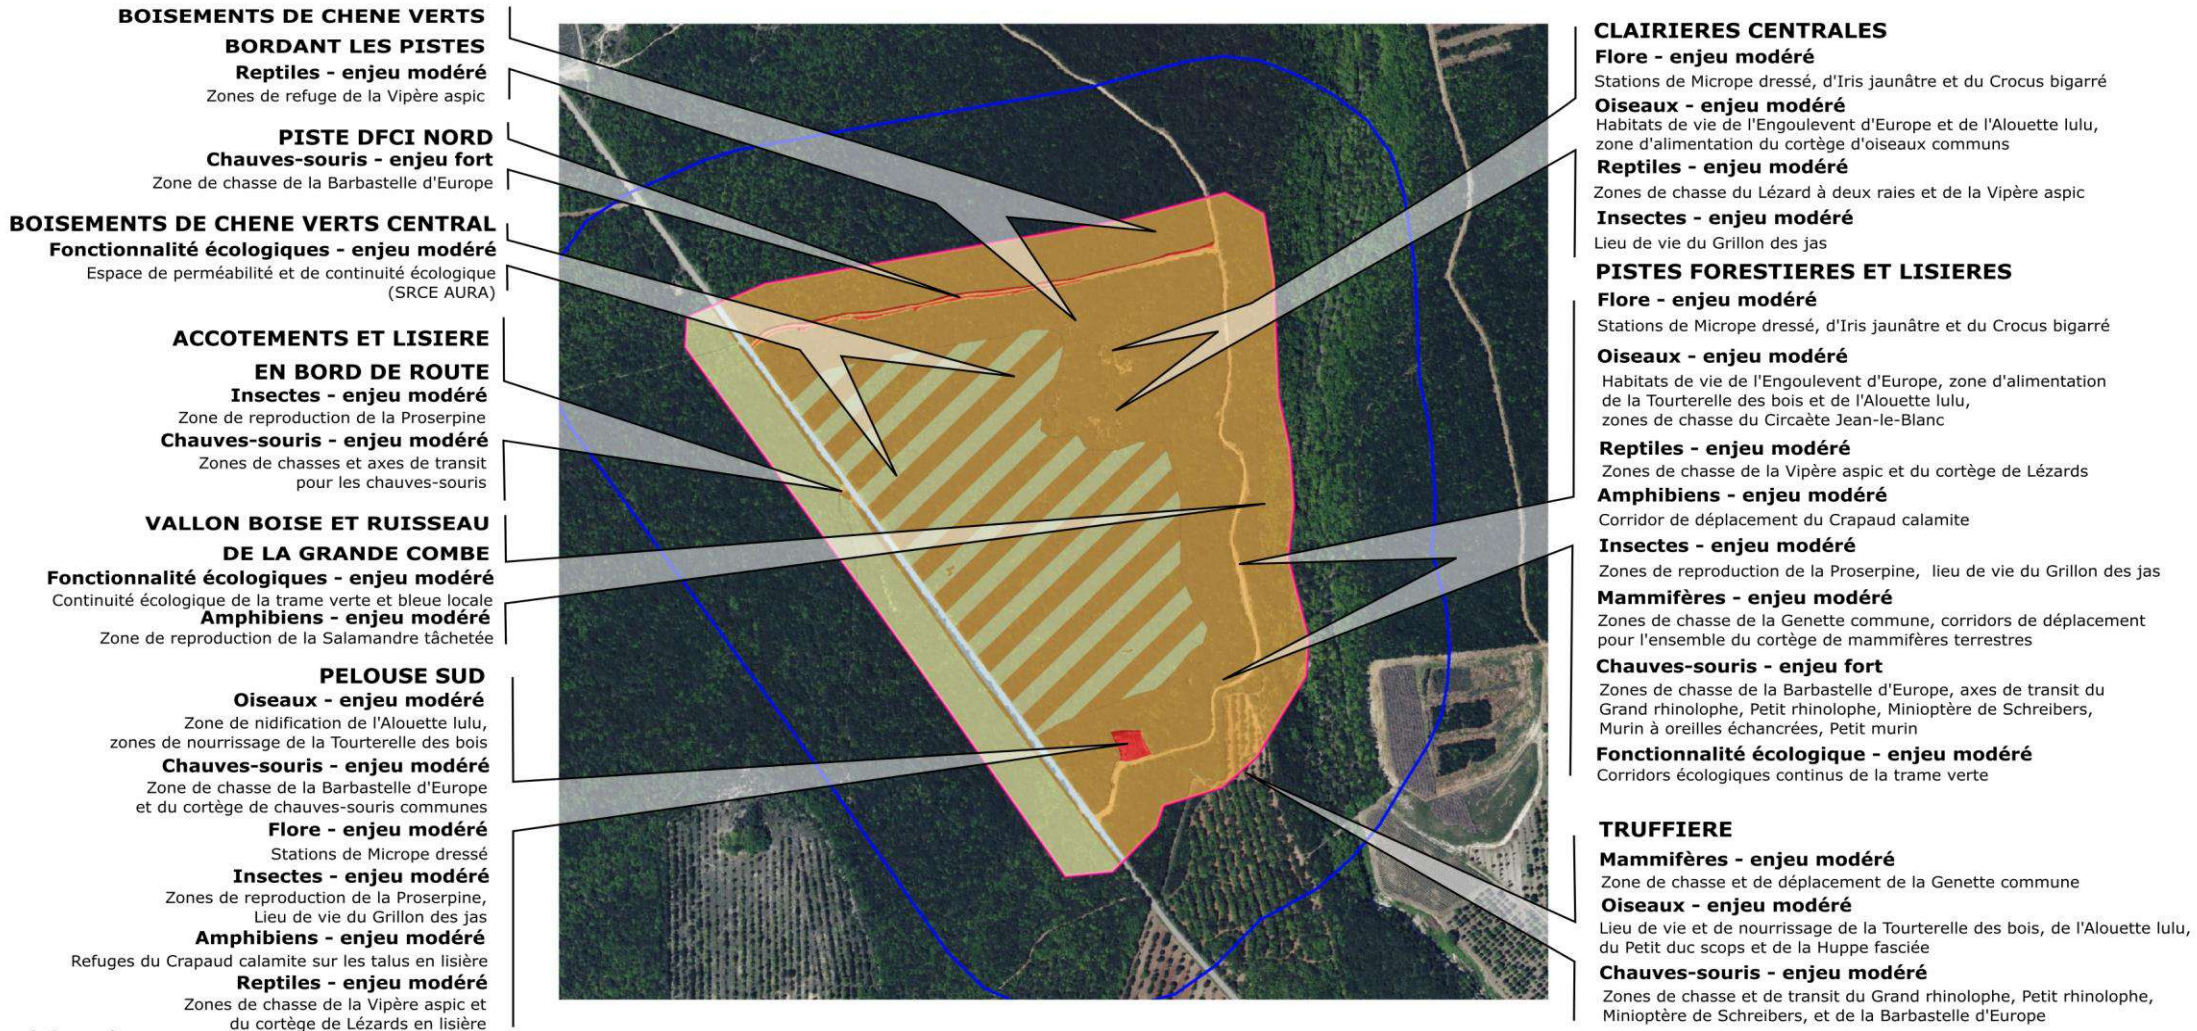 BOISEMENTS DE CHENE VERTS
BORDANT LES PISTES
Reptiles - enjeu modéré
Zones de refuge de la Vipère aspic
PISTE DFCI NORD
Chauves-souris - enjeu fort
Zone de chasse de la Barbastelle d'Europe
BOISEMENTS DE CHENE VERTS CENTRAL
Fonctionnalité écologiques - enjeu modéré
Espace de perméabilité et de continuité écologique
(SRCE AURA)
ACCOTEMENTS ET LISIERE
EN BORD DE ROUTE
Insectes - enjeu modéré
Zone de reproduction de la Proserpine
Chauves-souris - enjeu modéré
Zones de chasses et axes de transit
pour les chauves-souris
VALLON BOISE ET RUISSEAU
DE LA GRANDE COMBE
Fonctionnalité écologiques - enjeu modéré
Continuité écologique de la trame verte et bleue locale
Amphibiens - enjeu modéré
Zone de reproduction de la Salamandre tâchetée
PELOUSE SUD
Oiseaux - enjeu modéré
Zone de nidification de l'Alouette lulu,
zones de nourrissage de la Tourterelle des bois
Chauves-souris - enjeu modéré
Zone de chasse de la Barbastelle d'Europe
et du cortège de chauves-souris communes
Flore - enjeu modéré
Stations de Micrope dressé
Insectes - enjeu modéré
Zones de reproduction de la Proserpine,
Lieu de vie du Grillon des jas
Amphibiens - enjeu modéré
Refuges du Crapaud calamite sur les talus en lisière
Reptiles - enjeu modéré
Zones de chasse de la Vipère aspic et
du cortège de Lézards en lisière
CLAIRIERES CENTRALES
Flore - enjeu modéré
Stations de Micrope dressé, d'Iris jaunâtre et du Crocus bigarré
Oiseaux - enjeu modéré
Habitats de vie de l'Engoulevent d'Europe et de l'Alouette lulu,
zone d'alimentation du cortège d'oiseaux communs
Reptiles - enjeu modéré
Zones de chasse du Lézard à deux raies et de la Vipère aspic
Insectes - enjeu modéré
Lieu de vie du Grillon des jas
PISTES FORESTIERES ET LISIERES
Flore - enjeu modéré
Stations de Micrope dressé, d'Iris jaunâtre et du Crocus bigarré
Oiseaux - enjeu modéré
Habitats de vie de l'Engoulevent d'Europe, zone d'alimentation
de la Tourterelle des bois et de l'Alouette lulu,
zones de chasse du Circaète Jean-le-Blanc
Reptiles - enjeu modéré
Zones de chasse de la Vipère aspic et du cortège de Lézards
Amphibiens - enjeu modéré
Corridor de déplacement du Crapaud calamite
Insectes - enjeu modéré
Zones de reproduction de la Proserpine, lieu de vie du Grillon des jas
Mammifères - enjeu modéré
Zones de chasse de la Genette commune, corridors de déplacement
pour l'ensemble du cortège de mammifères terrestres
Chauves-souris - enjeu fort
Zones de chasse de la Barbastelle d'Europe, axes de transit du
Grand rhinolophe, Petit rhinolophe, Minioptère de Schreibers,
Murin à oreilles échancrées, Petit murin
Fonctionnalité écologique - enjeu modéré
Corridors écologiques continus de la trame verte
TRUFFIERE
Mammifères - enjeu modéré
Zone de chasse et de déplacement de la Genette commune
Oiseaux - enjeu modéré
Lieu de vie et de nourrissage de la Tourterelle des bois, de l'Alouette lulu,
du Petit duc scops et de la Huppe fasciée
Chauves-souris - enjeu modéré
Zones de chasse et de transit du Grand rhinolophe, Petit rhinolophe,
Minioptère de Schreibers, et de la Barbastelle d'Europe